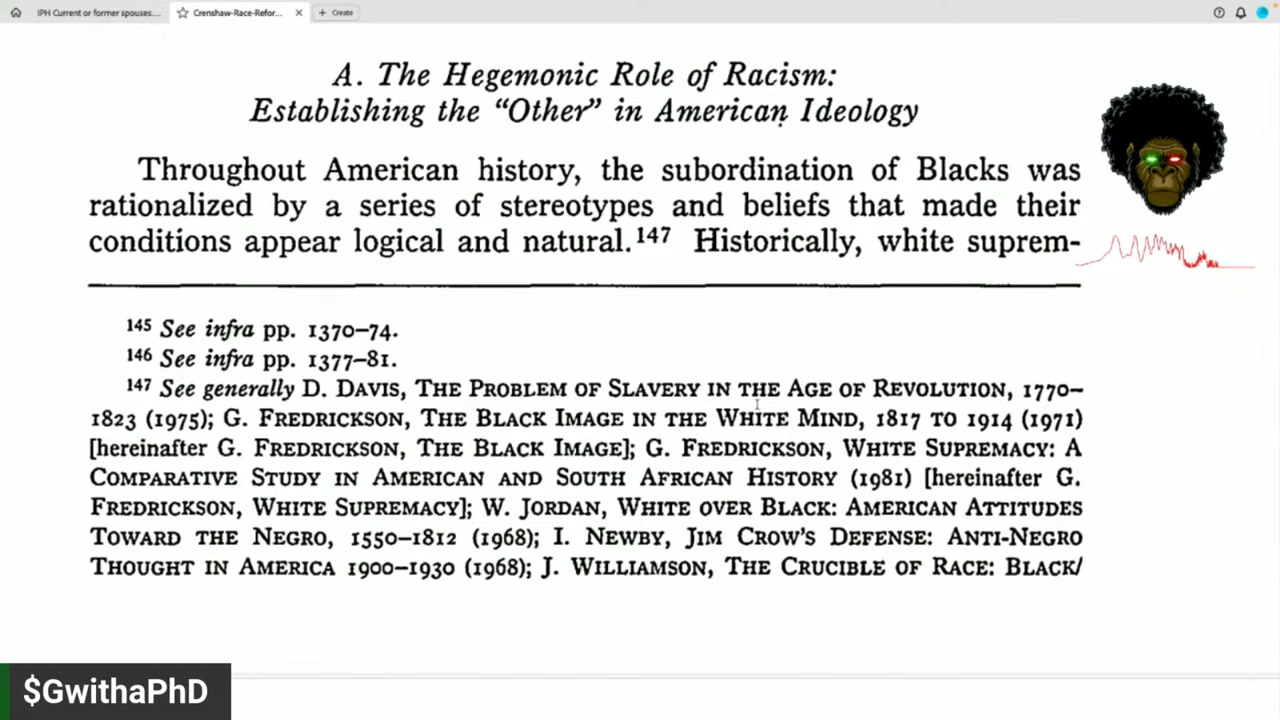 IPH Current or former spouses....
Crenshaw-Race-Refor...
Create
A. The Hegemonic Role of Racism:
Establishing the “Other” in American Ideology
Throughout American history, the subordination of Blacks was
rationalized by a series of stereotypes and beliefs that made their
conditions appear logical and natural.147 Historically, white suprem-
145 See infra pp. 1370–74.
146 See infra pp. 1377–81.
147 See generally D. DAVIS, THE PROBLEM OF SLAVERY IN THE AGE OF REVOLUTION, 1770–
1823 (1975); G. FREDRICKSON, THE BLACK IMAGE IN THE WHITE MIND, 1817 TO 1914 (1971)
[hereinafter G. FREDRICKSON, THE BLACK IMAGE]; G. FREDRICKSON, WHITE SUPREMACY: A
COMPARATIVE STUDY IN AMERICAN AND SOUTH AFRICAN HISTORY (1981) [hereinafter G.
FREDRICKSON, WHITE SUPREMACY]; W. JORDAN, WHITE OVER BLACK: AMERICAN ATTITUDES
TOWARD THE NEGRO, 1550–1812 (1968); I. NEWBY, JIM CROW'S DEFENSE: ANTI-NEGRO
THOUGHT IN AMERICA 1900–1930 (1968); J. WILLIAMSON, THE CRUCIBLE OF RACE: BLACK/
$GwithaPhD